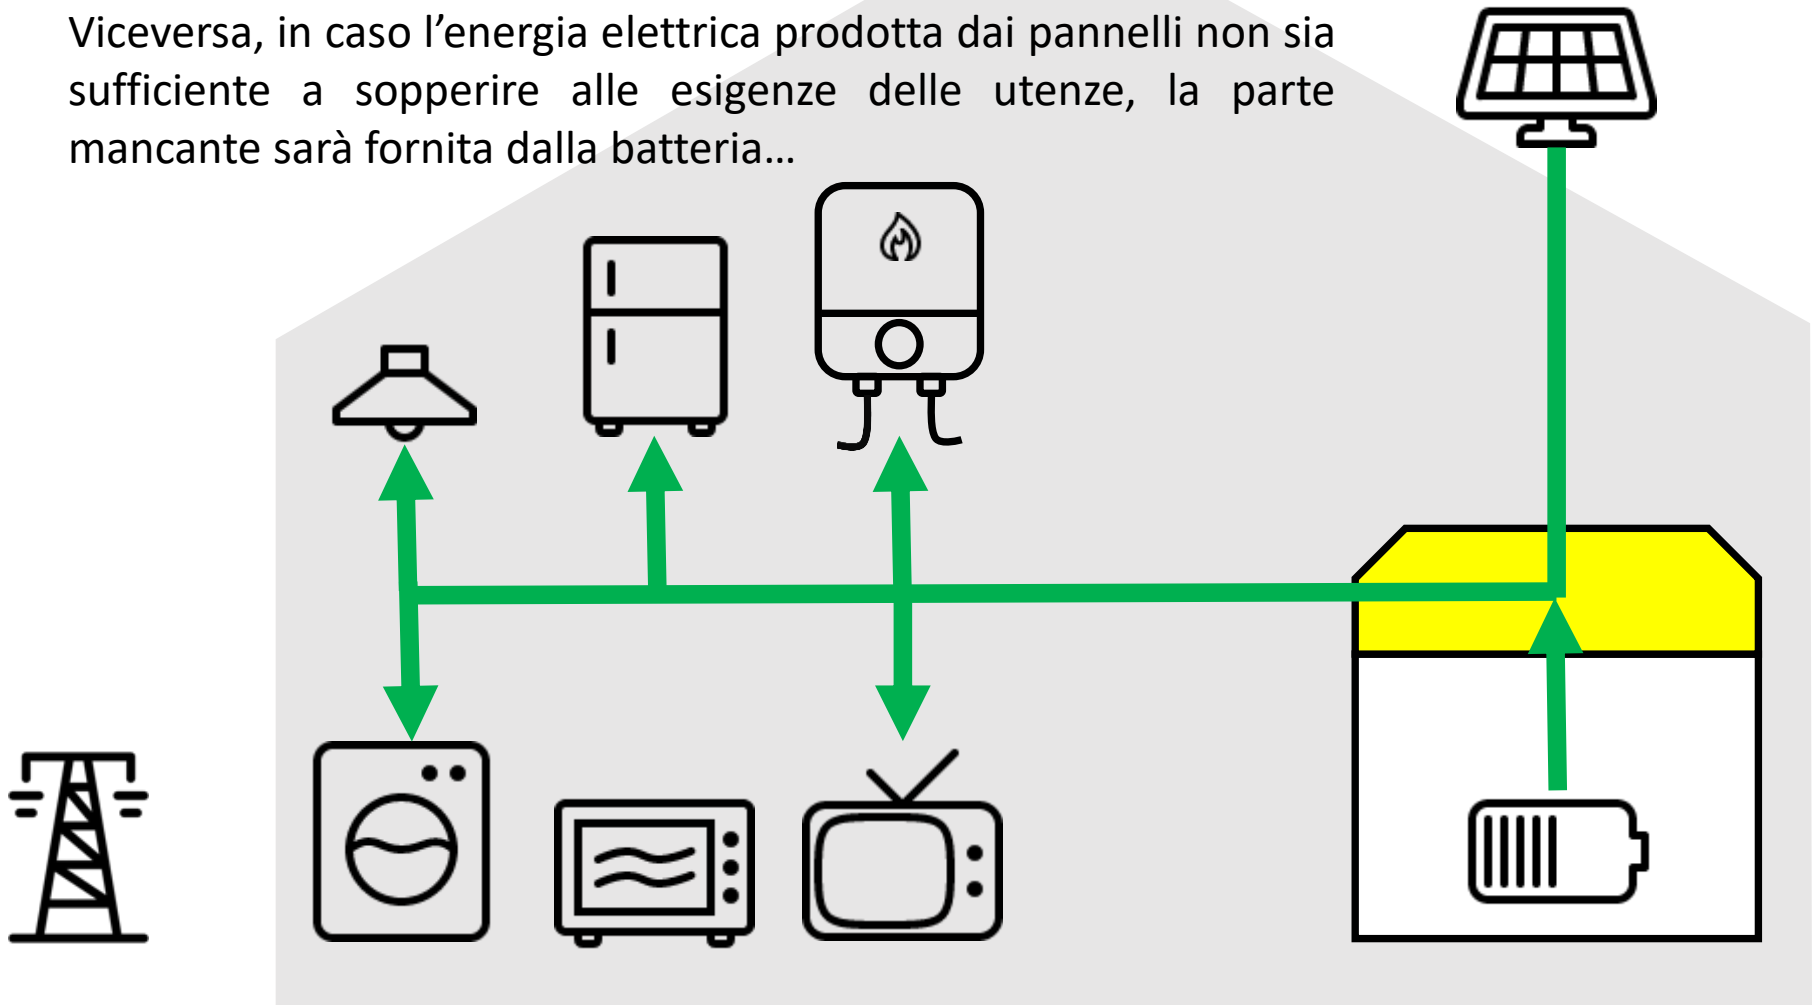 Viceversa, in caso l’energia elettrica prodotta dai pannelli non sia
sufficiente a sopperire alle esigenze delle utenze, la parte
mancante sarà fornita dalla batteria…